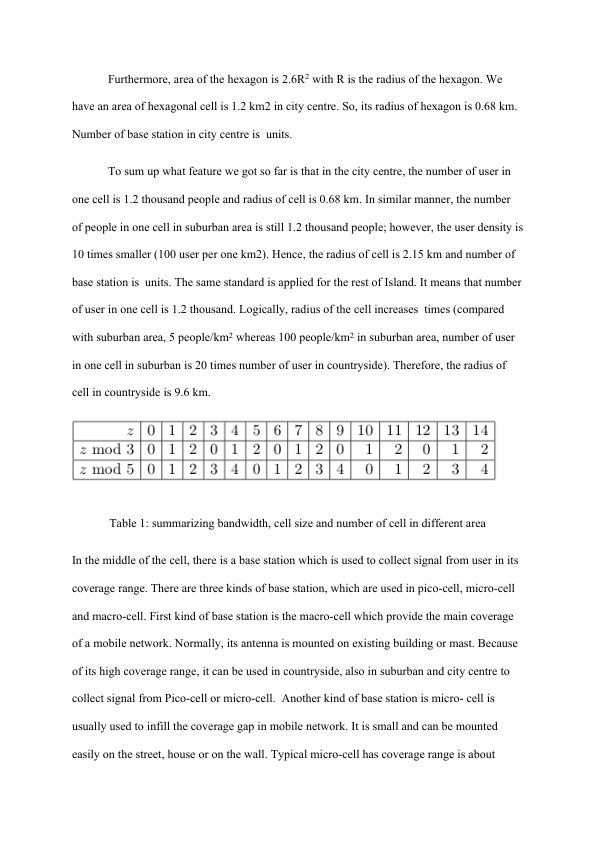 Furthermore, area of the hexagon is 2.6R² with R is the radius of the hexagon. We
have an area of hexagonal cell is 1.2 km2 in city centre. So, its radius of hexagon is 0.68 km.
Number of base station in city centre is  units.
To sum up what feature we got so far is that in the city centre, the number of user in
one cell is 1.2 thousand people and radius of cell is 0.68 km. In similar manner, the number
of people in one cell in suburban area is still 1.2 thousand people; however, the user density is
10 times smaller (100 user per one km2). Hence, the radius of cell is 2.15 km and number of
base station is  units. The same standard is applied for the rest of Island. It means that number
of user in one cell is 1.2 thousand. Logically, radius of the cell increases  times (compared
with suburban area, 5 people/km² whereas 100 people/km² in suburban area, number of user
in one cell in suburban is 20 times number of user in countryside). Therefore, the radius of
cell in countryside is 9.6 km.
z 0 1 2 3 4 5 6 7 8 9 10 11 12 13 14
z mod 3 0 1 2 0 1 2 0 1 2 0 1 2 0 1 2
z mod 5 0 1 2 3 4 0 1 2 3 4 0 1 2 3 4
Table 1: summarizing bandwidth, cell size and number of cell in different area
In the middle of the cell, there is a base station which is used to collect signal from user in its
coverage range. There are three kinds of base station, which are used in pico-cell, micro-cell
and macro-cell. First kind of base station is the macro-cell which provide the main coverage
of a mobile network. Normally, its antenna is mounted on existing building or mast. Because
of its high coverage range, it can be used in countryside, also in suburban and city centre to
collect signal from Pico-cell or micro-cell.  Another kind of base station is micro- cell is
usually used to infill the coverage gap in mobile network. It is small and can be mounted
easily on the street, house or on the wall. Typical micro-cell has coverage range is about